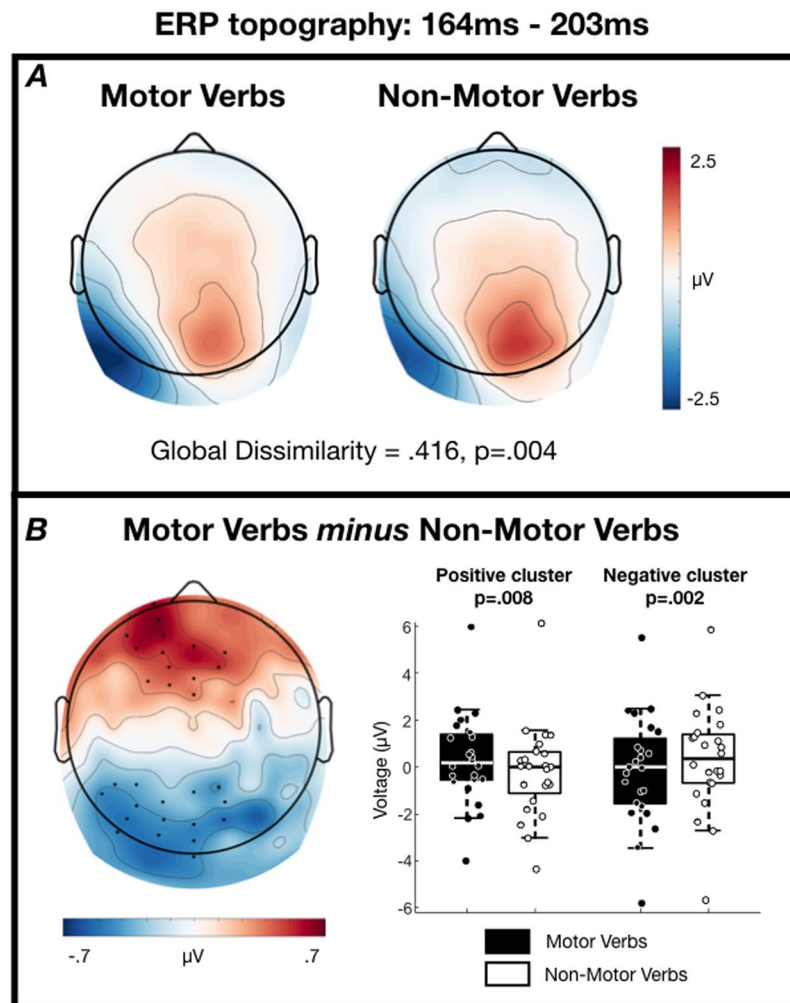 ERP topography: 164ms - 203ms
A
Motor Verbs
Non-Motor Verbs
2.5
µV
-2.5
Global Dissimilarity = .416, p=.004
B
Motor Verbs minus Non-Motor Verbs
Positive cluster
p=.008
Negative cluster
p=.002
6
4
2
0
-2
-4
-6
Voltage (µV)
-.7
µV
.7
Motor Verbs
Non-Motor Verbs